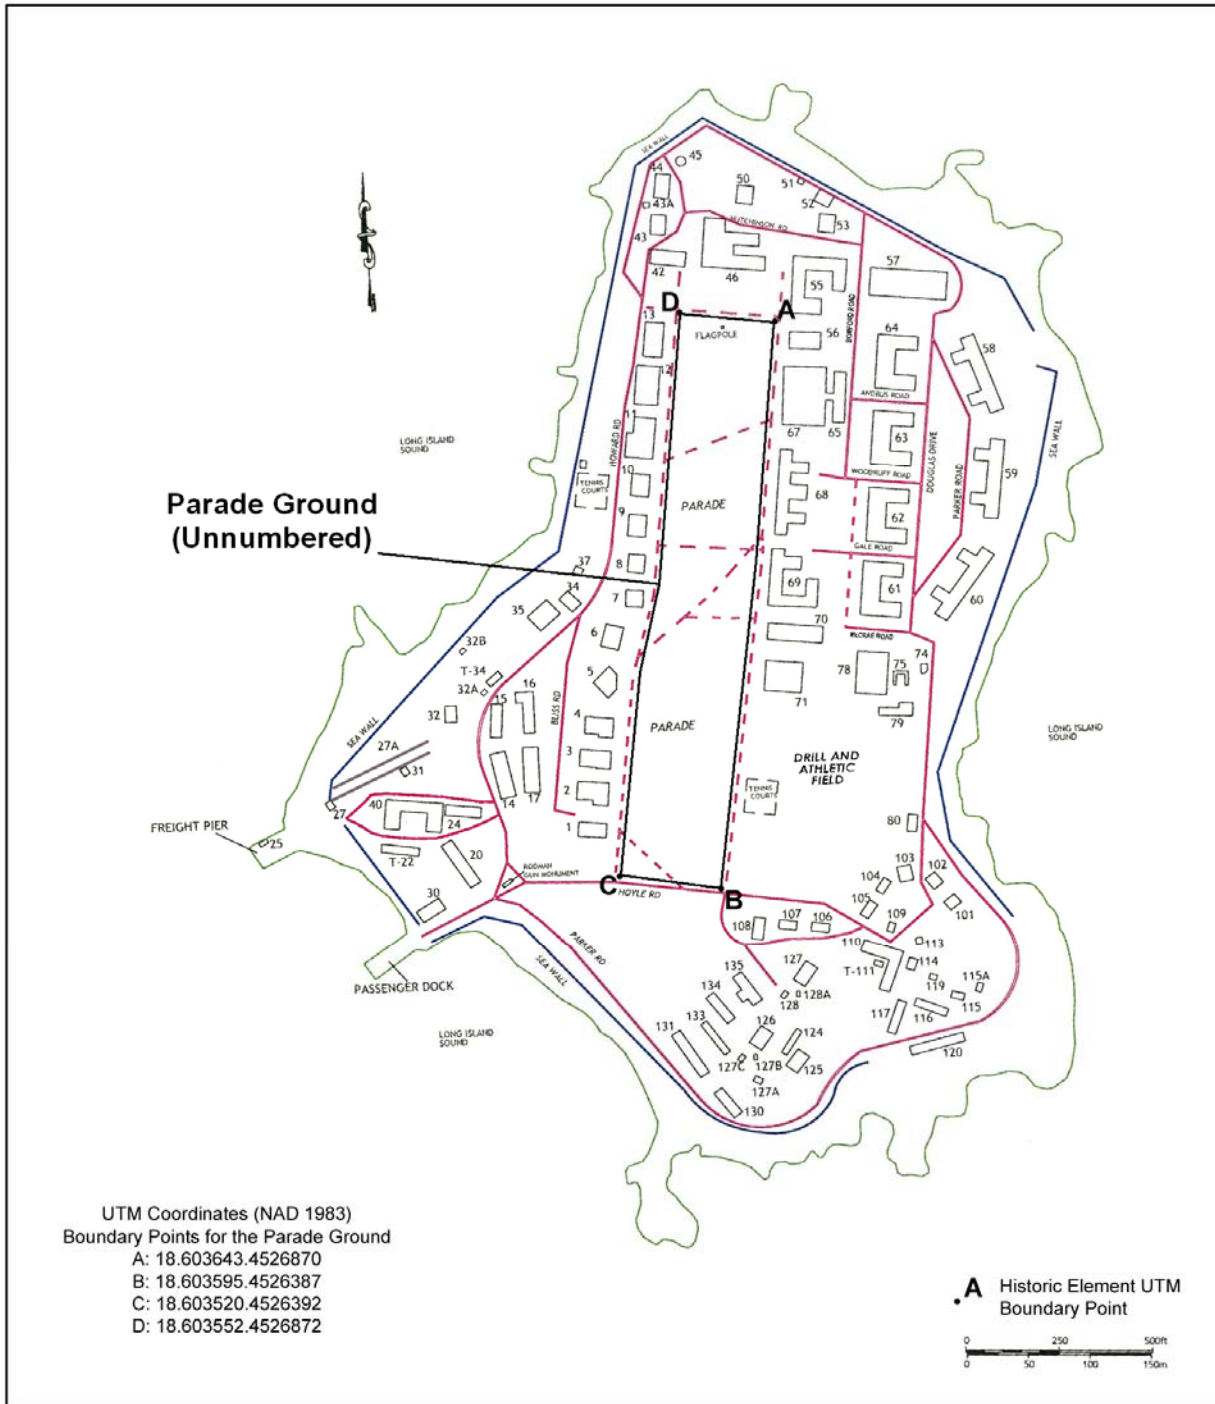 SEA WALL
45
44
43A
43
42
50
51
52
53
HUTCHINSON RD
46
55
57
D
A
13
FLAGPOLE
56
64
58
12
67
65
ANDRUS ROAD
11
HOWARD RD
63
DOUGLAS DRIVE
SEA WALL
LONG ISLAND
SOUND
10
TENNIS
COURTS
WOODRUFF ROAD
59
PARKER ROAD
68
9
PARADE
62
Parade Ground
(Unnumbered)
8
GALE ROAD
37
34
7
69
61
60
35
6
70
McCRAE ROAD
32B
T-34
32A
5
78
75
74
16
15
BLISS RD
71
32
4
79
SEA WALL
27A
PARADE
LONG ISLAND
SOUND
3
DRILL AND
ATHLETIC
FIELD
31
14
17
2
TENNIS
COURTS
27
40
24
1
80
FREIGHT PIER
25
T-22
20
RODMAN
GUN MONUMENT
103
102
104
C
HOYLE RD
B
105
101
30
108
107
106
109
110
113
PARKER RD
T-111
114
SEA WALL
135
127
119
115A
PASSENGER DOCK
134
128
128A
117
116
115
LONG ISLAND
SOUND
131
133
126
124
120
127C
127B
125
127A
130
UTM Coordinates (NAD 1983)
Boundary Points for the Parade Ground
A: 18.603643.4526870
B: 18.603595.4526387
C: 18.603520.4526392
D: 18.603552.4526872
A Historic Element UTM
Boundary Point
0 250 500ft
0 50 100 150m